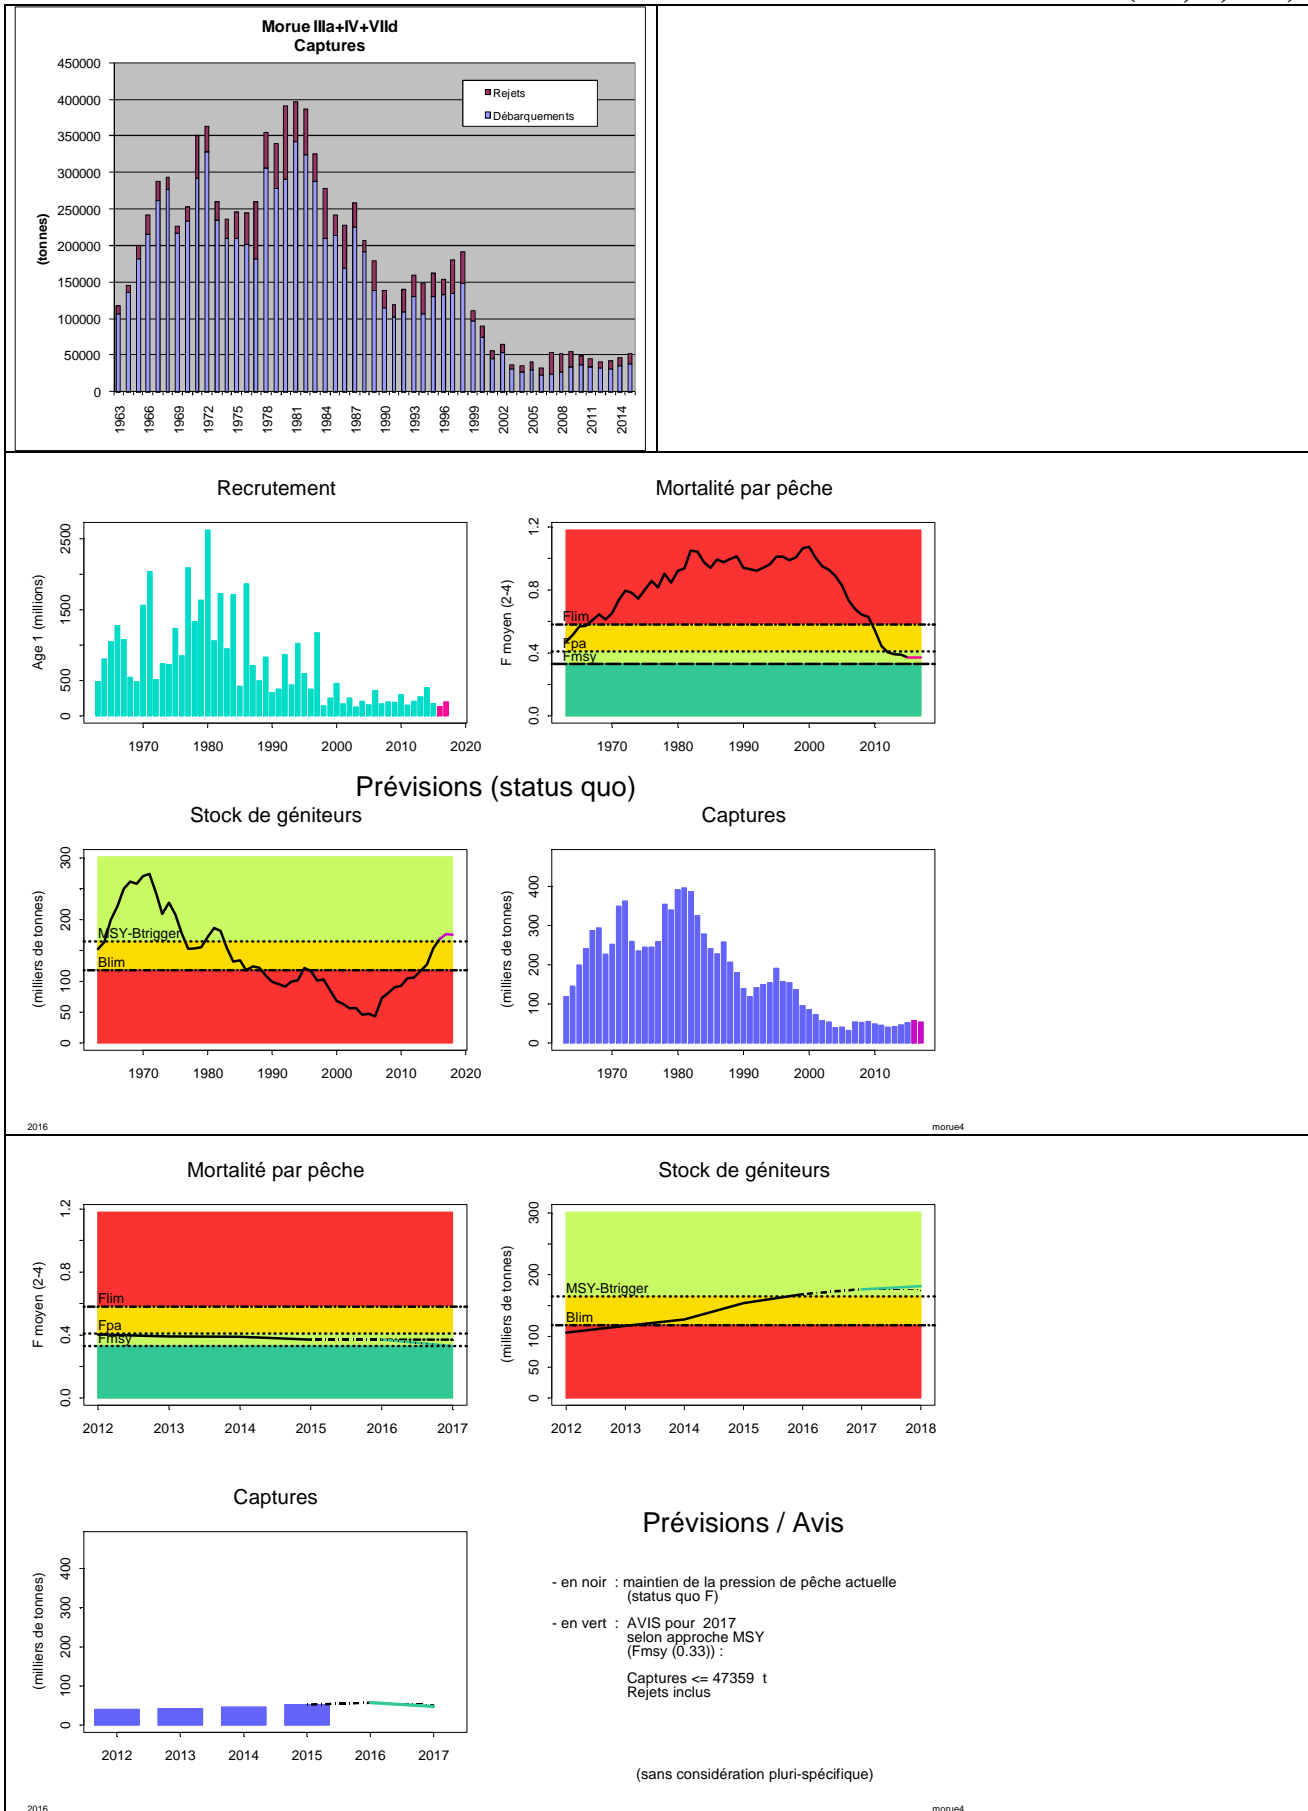 Morue IIIa+IV+VIId
Captures
450000
400000
350000
300000
250000
200000
150000
100000
50000
0
(tonnes)
Rejets
Débarquements
1963 1966 1969 1972 1975 1978 1981 1984 1987 1990 1993 1996 1999 2002 2005 2008 2011 2014
Recrutement
Age 1 (millions)
0 500 1500 2500
1970 1980 1990 2000 2010 2020
Mortalité par pêche
F moyen (2-4)
0.0 0.4 0.8 1.2
Flim
Fpa
Fmsy
1970 1980 1990 2000 2010
Prévisions (status quo)
Stock de géniteurs
(milliers de tonnes)
0 50 100 200 300
MSY-Btrigger
Blim
1970 1980 1990 2000 2010 2020
Captures
(milliers de tonnes)
0 100 200 300 400
1970 1980 1990 2000 2010
2016
morue4
Mortalité par pêche
F moyen (2-4)
0.0 0.4 0.8 1.2
Flim
Fpa
Fmsy
2012 2013 2014 2015 2016 2017
Stock de géniteurs
(milliers de tonnes)
0 50 100 200 300
MSY-Btrigger
Blim
2012 2013 2014 2015 2016 2017 2018
Captures
(milliers de tonnes)
0 100 200 300 400
2012 2013 2014 2015 2016 2017
Prévisions / Avis
- en noir : maintien de la pression de pêche actuelle
(status quo F)
- en vert : AVIS pour 2017
selon approche MSY
(Fmsy (0.33)) :
Captures <= 47359 t
Rejets inclus
(sans considération pluri-spécifique)
2016
morue4